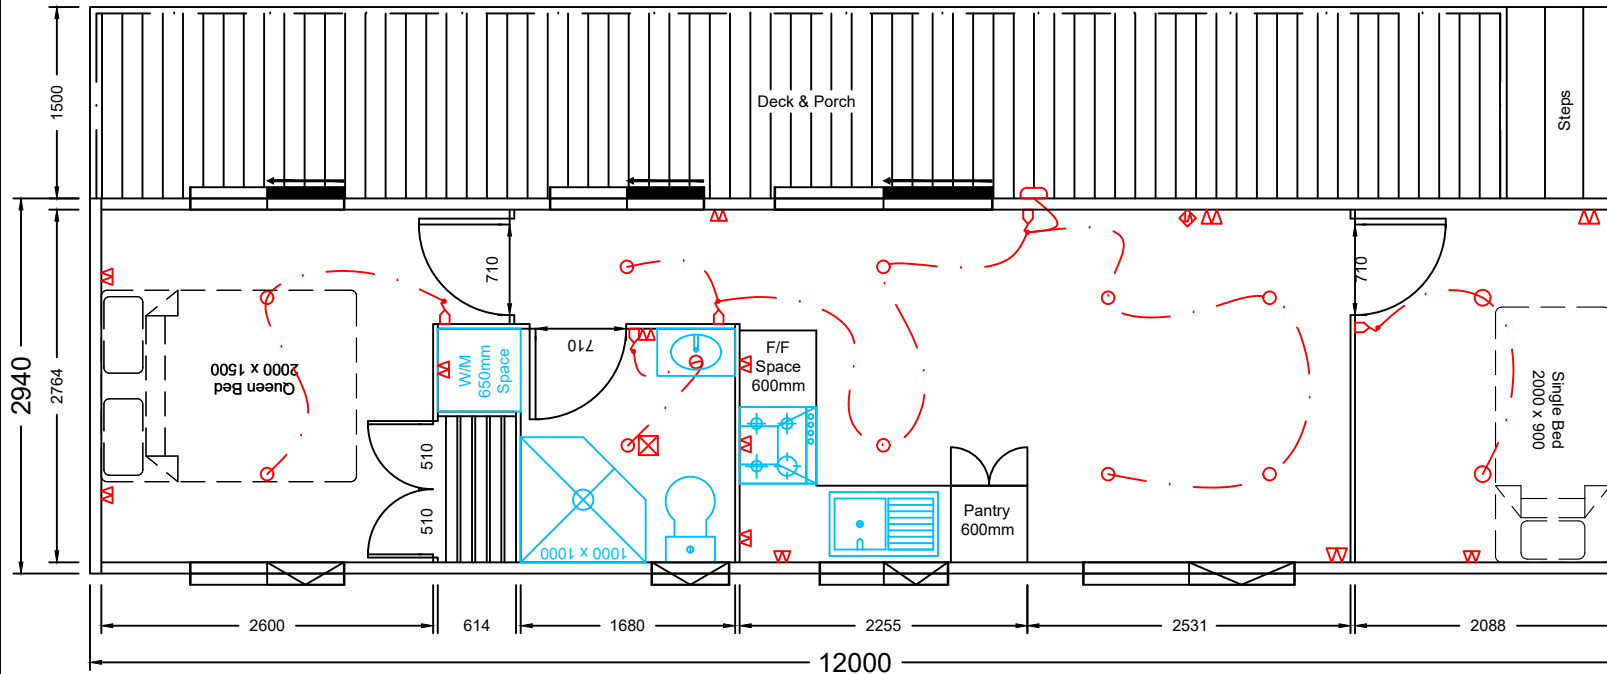 1500
Deck & Porch
Steps
2940
2764
710
710
710
Queen Bed
2000 x 1500
W/M
650mm
Space
F/F
Space
600mm
Single Bed
2000 x 900
510
510
1000 x 1000
Pantry
600mm
2600
614
1680
2255
2531
2088
12000